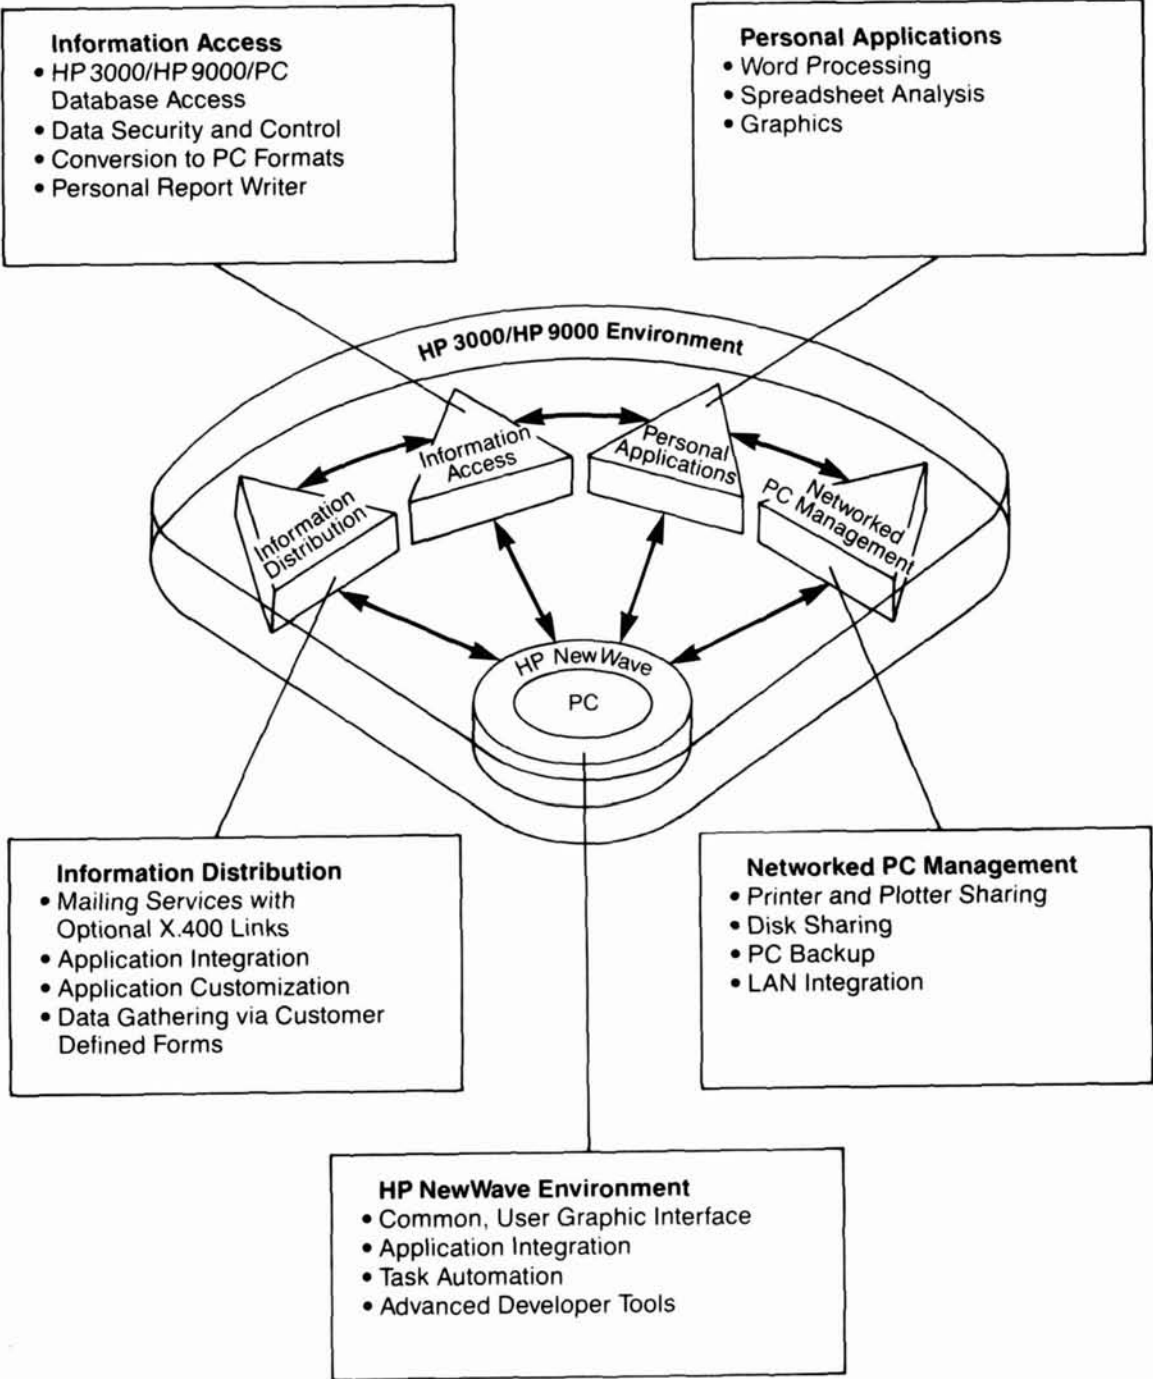 Information Access
• HP 3000/HP 9000/PC
Database Access
• Data Security and Control
• Conversion to PC Formats
• Personal Report Writer
Personal Applications
• Word Processing
• Spreadsheet Analysis
• Graphics
HP 3000/HP 9000 Environment
Information
Distribution
Information
Access
Personal
Applications
Networked
PC Management
HP NewWave
PC
Information Distribution
• Mailing Services with
Optional X.400 Links
• Application Integration
• Application Customization
• Data Gathering via Customer
Defined Forms
Networked PC Management
• Printer and Plotter Sharing
• Disk Sharing
• PC Backup
• LAN Integration
HP NewWave Environment
• Common, User Graphic Interface
• Application Integration
• Task Automation
• Advanced Developer Tools